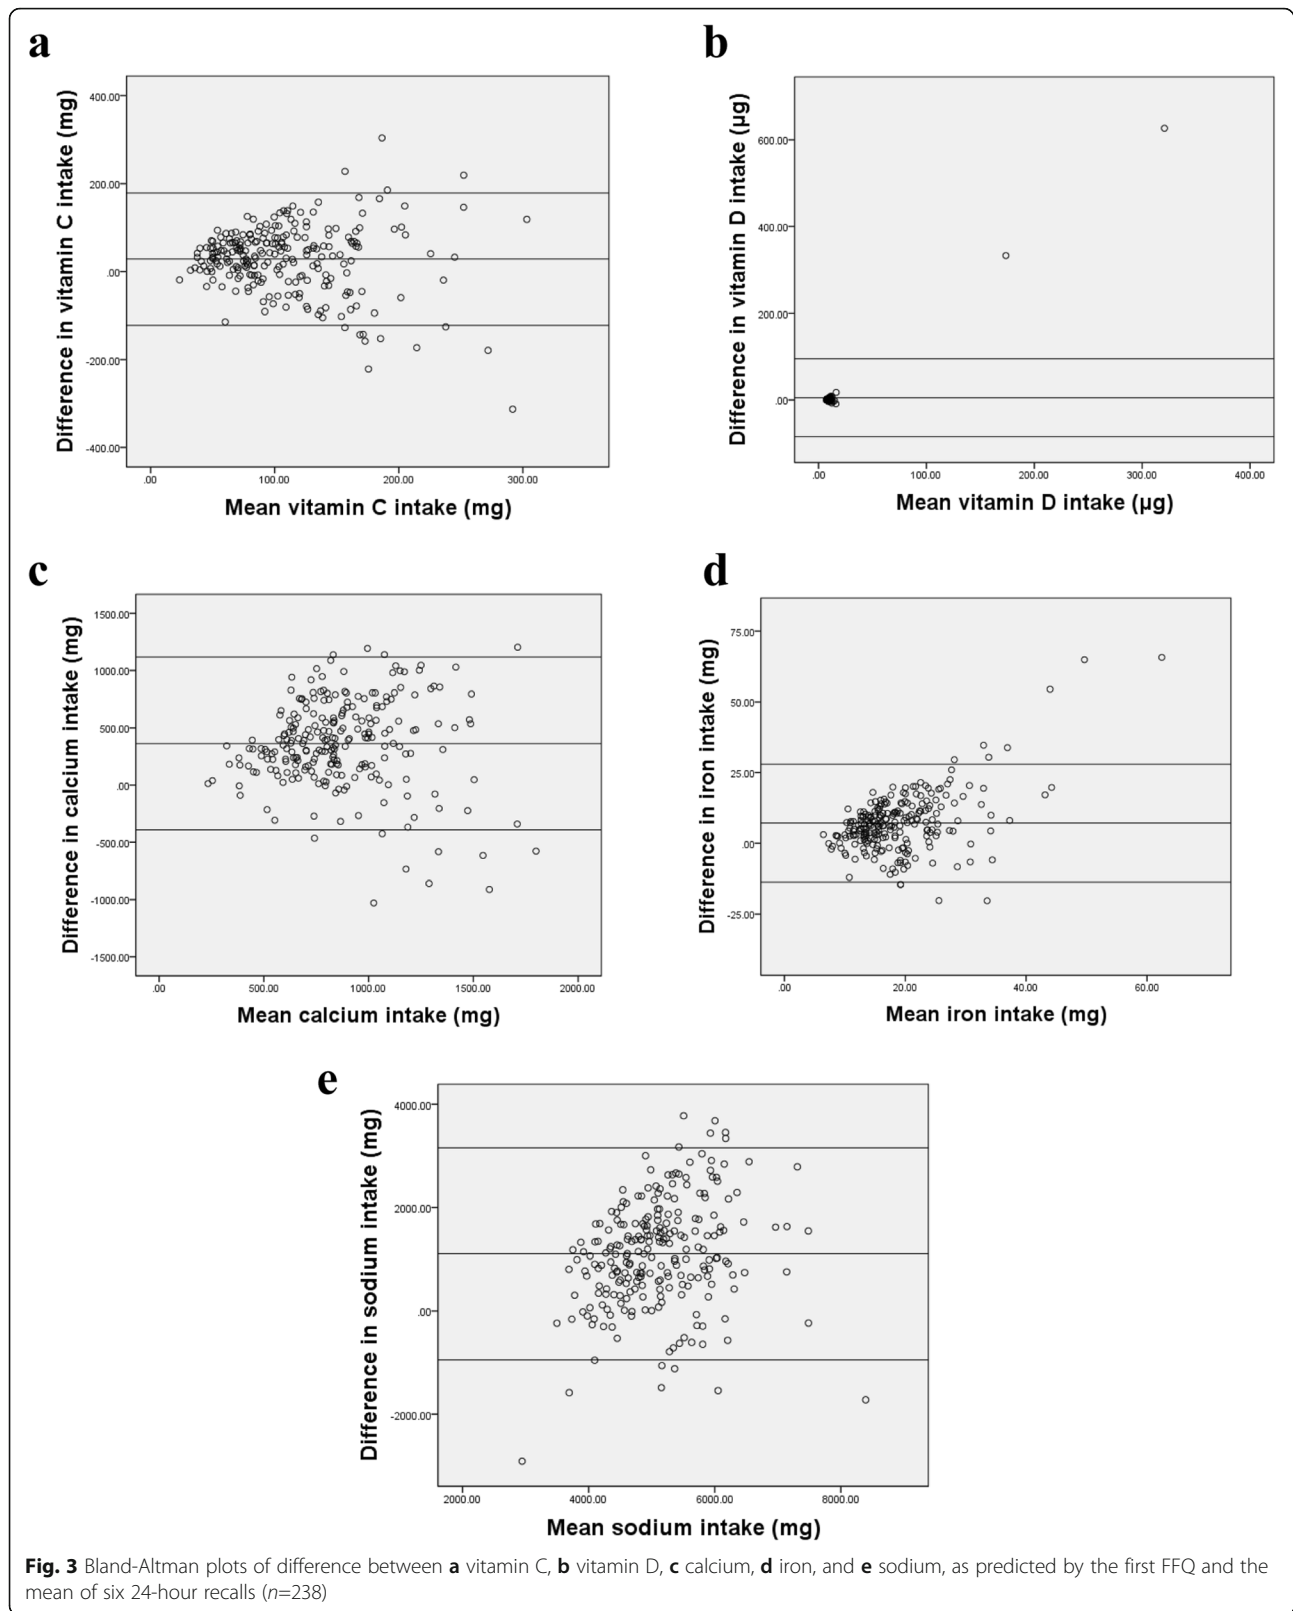 a
Difference in vitamin C intake (mg)
400.00
200.00
.00
-200.00
-400.00
.00 100.00 200.00 300.00
Mean vitamin C intake (mg)
b
Difference in vitamin D intake (µg)
600.00
400.00
200.00
.00
.00 100.00 200.00 300.00 400.00
Mean vitamin D intake (µg)
c
Difference in calcium intake (mg)
1500.00
1000.00
500.00
.00
-500.00
-1000.00
-1500.00
.00 500.00 1000.00 1500.00 2000.00
Mean calcium intake (mg)
d
Difference in iron intake (mg)
75.00
50.00
25.00
.00
-25.00
.00 20.00 40.00 60.00
Mean iron intake (mg)
e
Difference in sodium intake (mg)
4000.00
2000.00
.00
-2000.00
2000.00 4000.00 6000.00 8000.00
Mean sodium intake (mg)
Fig. 3 Bland-Altman plots of difference between a vitamin C, b vitamin D, c calcium, d iron, and e sodium, as predicted by the first FFQ and the
mean of six 24-hour recalls (n=238)